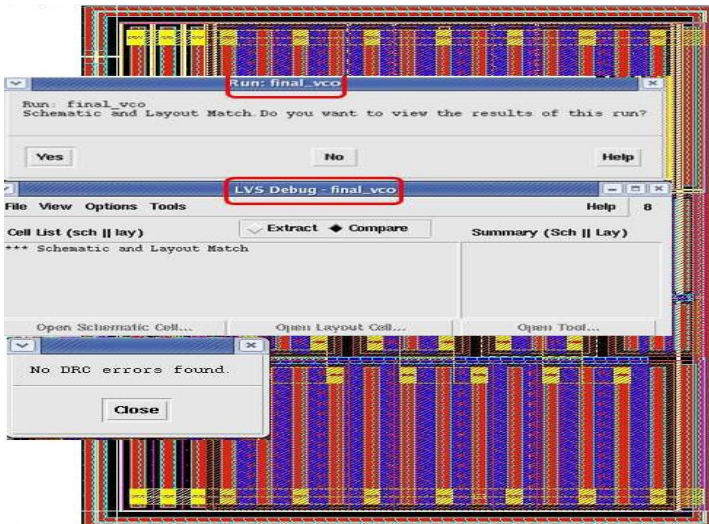 Run: final_vco
Run: final_vco
Schematic and Layout Match.Do you want to view the results of this run?
Yes No Help
LVS Debug - final_vco
File View Options Tools Help 8
Cell List (sch || lay) Extract Compare Summary (Sch || Lay)
*** Schematic and Layout Match
Open Schematic Cell... Open Layout Cell... Open Tool...
No DRC errors found.
Close